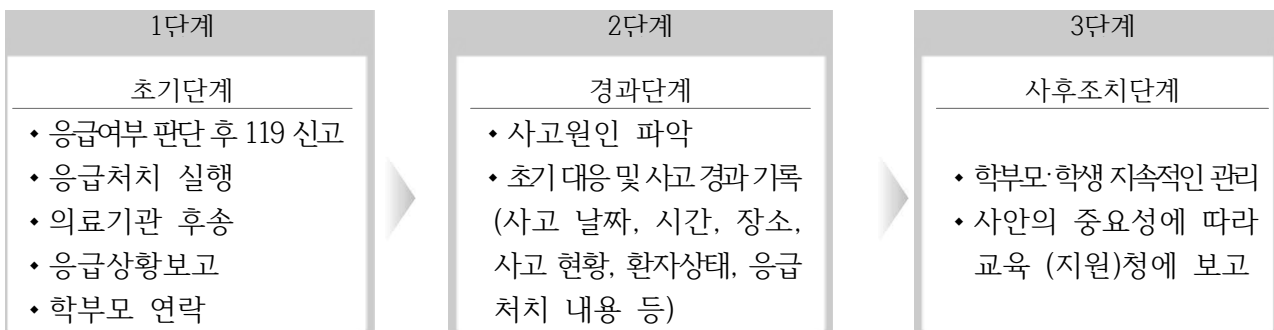 1단계
초기단계
⬥ 응급여부 판단 후 119 신고
⬥ 응급처치 실행
⬥ 의료기관 후송
⬥ 응급상황보고
⬥ 학부모 연락
2단계
경과단계
⬥ 사고원인 파악
⬥ 초기 대응 및 사고 경과 기록
(사고 날짜, 시간, 장소,
사고 현황, 환자상태, 응급
처치 내용 등)
3단계
사후조치단계
⬥ 학부모·학생 지속적인 관리
⬥ 사안의 중요성에 따라
교육 (지원)청에 보고